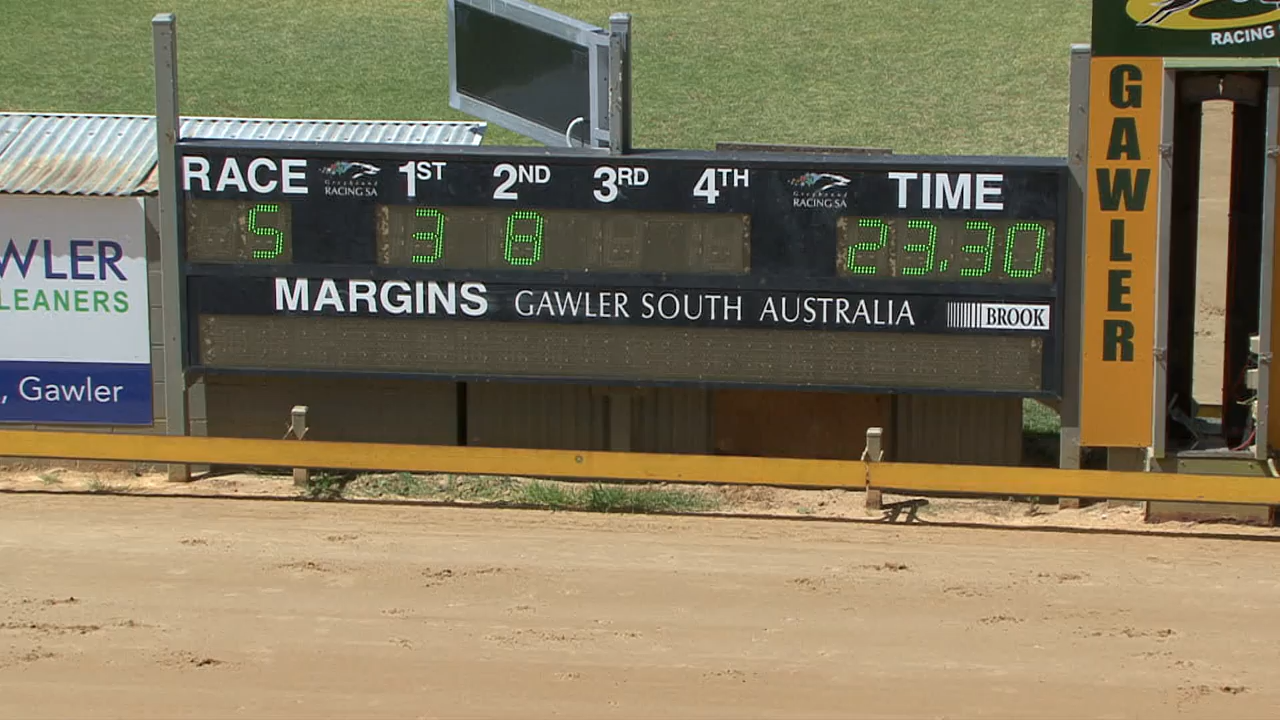 RACING
RACE
RACING SA
1ST 2ND 3RD 4TH
RACING SA
TIME
5 3 8 23.30
MARGINS GAWLER SOUTH AUSTRALIA BROOK
WLER
LEANERS
, Gawler
GAWLER